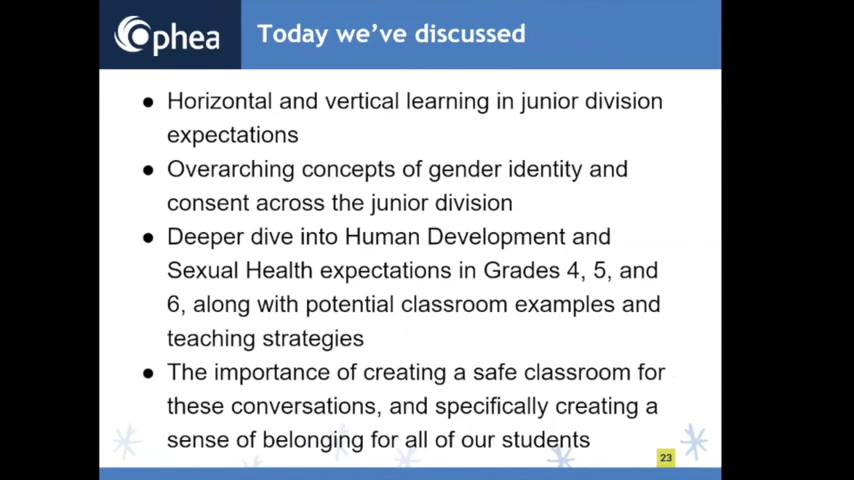 Ophea
Today we've discussed
● Horizontal and vertical learning in junior division
expectations
● Overarching concepts of gender identity and
consent across the junior division
● Deeper dive into Human Development and
Sexual Health expectations in Grades 4, 5, and
6, along with potential classroom examples and
teaching strategies
● The importance of creating a safe classroom for
these conversations, and specifically creating a
sense of belonging for all of our students
23